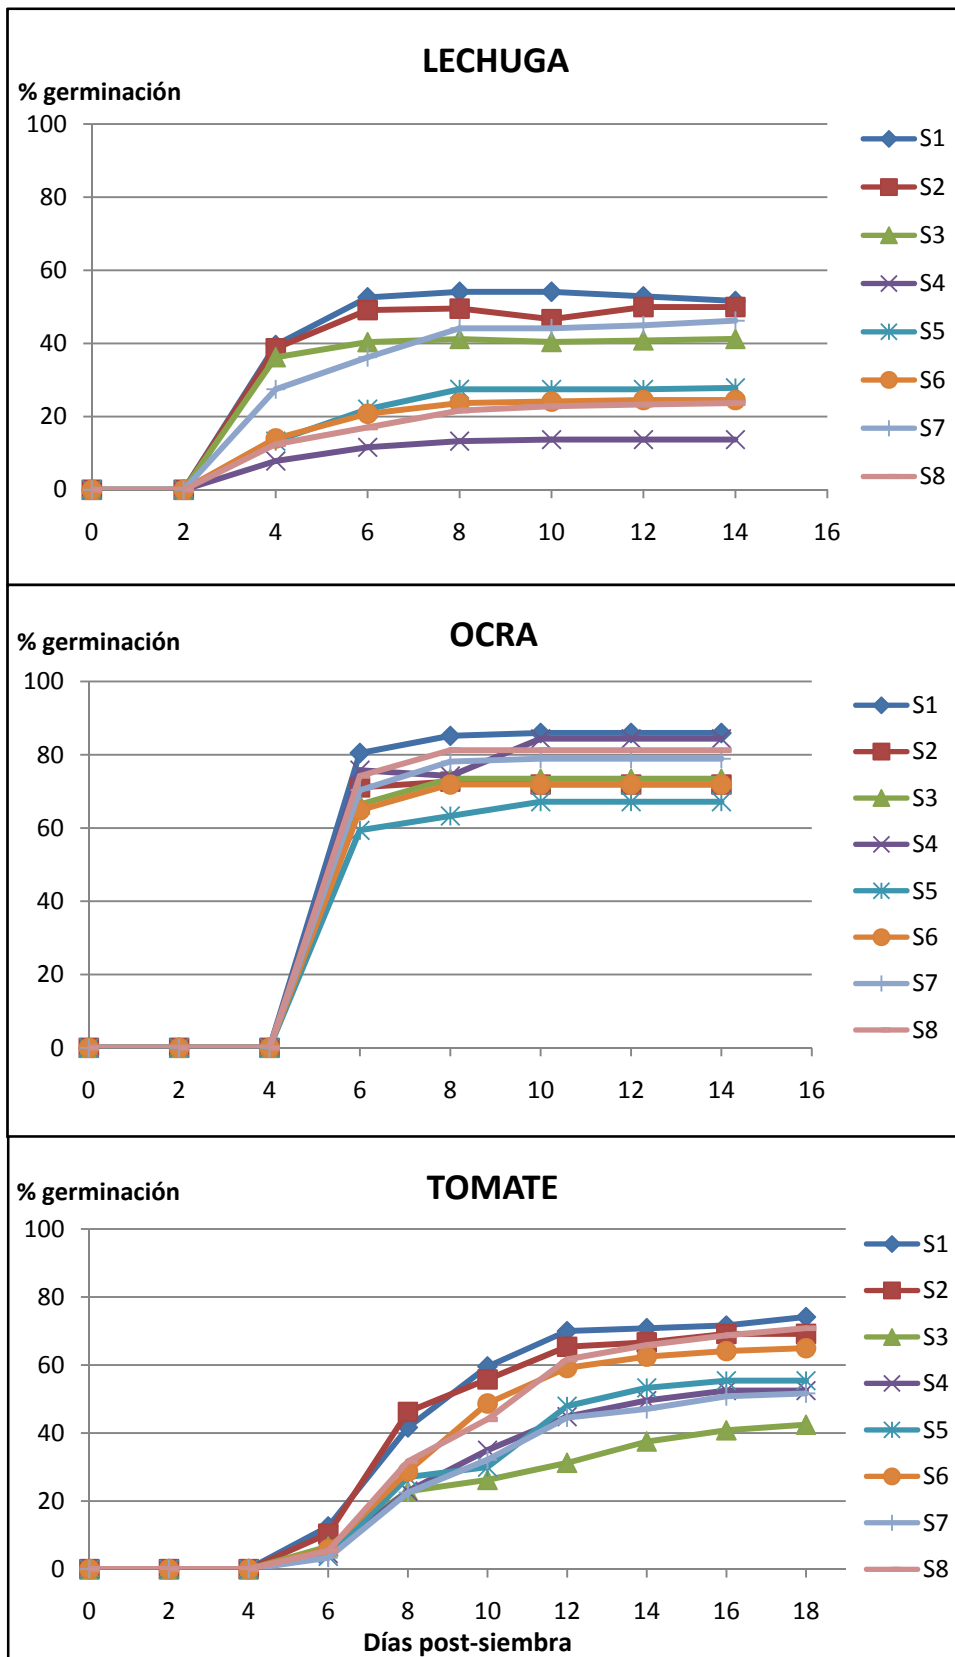 LECHUGA
% germinación
100
80
60
40
20
0
0 2 4 6 8 10 12 14 16
S1
S2
S3
S4
S5
S6
S7
S8
OCRA
% germinación
100
80
60
40
20
0
0 2 4 6 8 10 12 14 16
S1
S2
S3
S4
S5
S6
S7
S8
TOMATE
% germinación
100
80
60
40
20
0
0 2 4 6 8 10 12 14 16 18
Días post-siembra
S1
S2
S3
S4
S5
S6
S7
S8